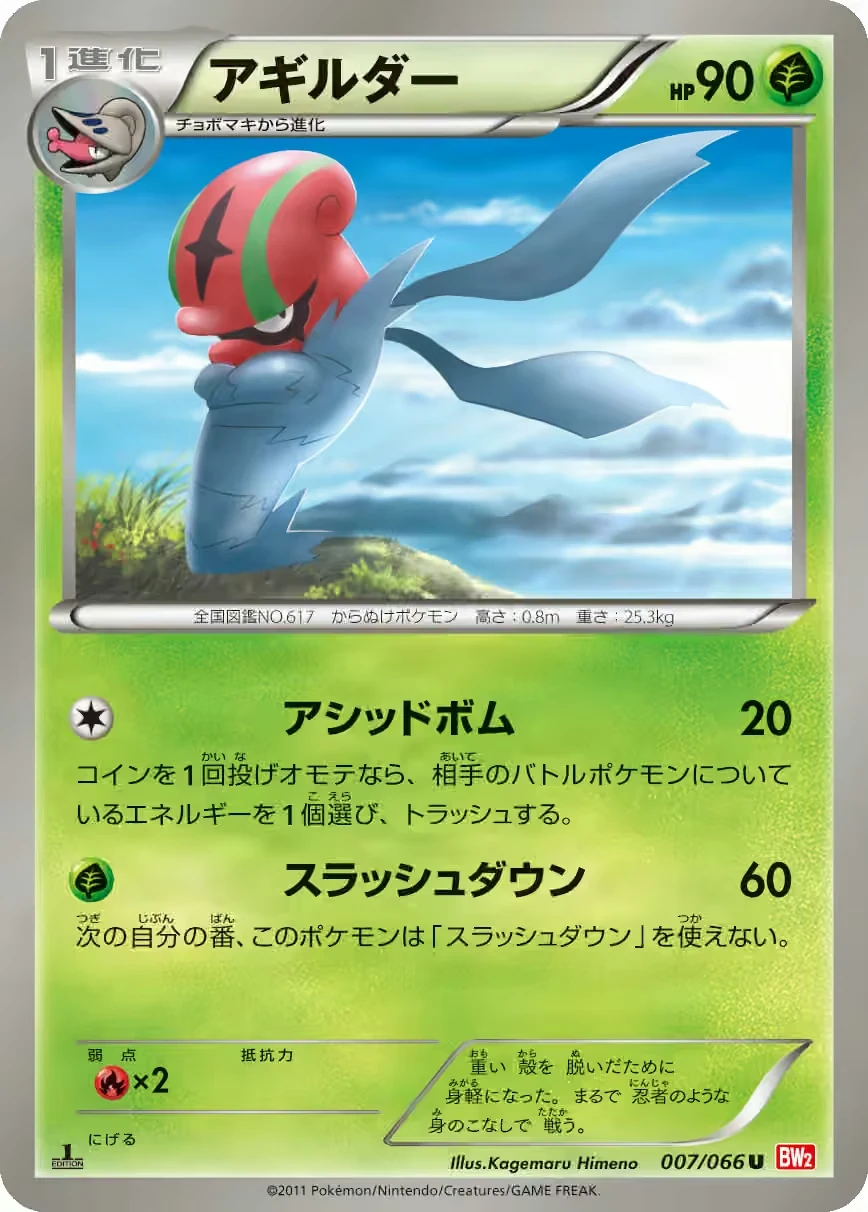 1進化
アギルダー
HP90
チョボマキから進化
全国図鑑NO.617 からぬけポケモン 高さ：0.8m 重さ：25.3kg
アシッドボム 20
コインを1回投げオモテなら、相手のバトルポケモンについて
いるエネルギーを1個選び、トラッシュする。
スラッシュダウン 60
次の自分の番、このポケモンは「スラッシュダウン」を使えない。
弱点 抵抗力
×2
にげる
重い殻を脱いだために
身軽になった。まるで忍者のような
身のこなしで戦う。
1 EDITION
Illus.Kagemaru Himeno 007/066 U BW2
©2011 Pokémon/Nintendo/Creatures/GAME FREAK.